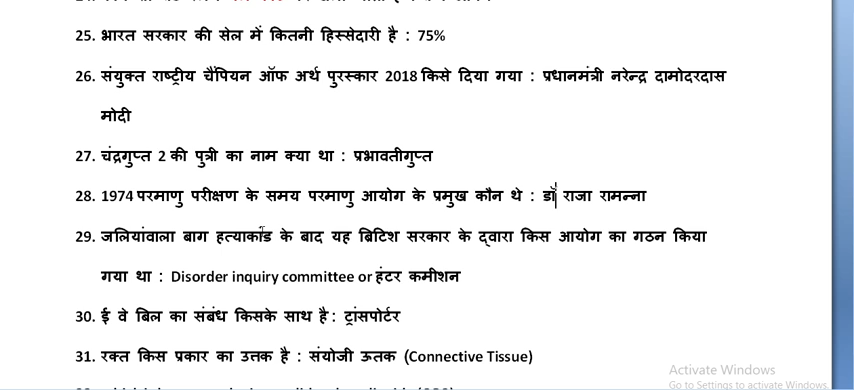 25. भारत सरकार की सेल में कितनी हिस्सेदारी है : 75%
26. संयुक्त राष्ट्रीय चैंपियन ऑफ अर्थ पुरस्कार 2018 किसे दिया गया : प्रधानमंत्री नरेन्द्र दामोदरदास
मोदी
27. चंद्रगुप्त 2 की पुत्री का नाम क्या था : प्रभावतीगुप्त
28. 1974 परमाणु परीक्षण के समय परमाणु आयोग के प्रमुख कौन थे : डॉ राजा रामन्ना
29. जलियांवाला बाग हत्याकांड के बाद यह ब्रिटिश सरकार के द्वारा किस आयोग का गठन किया
गया था : Disorder inquiry committee or हंटर कमीशन
30. ई वे बिल का संबंध किसके साथ है : ट्रांसपोर्टर
31. रक्त किस प्रकार का उत्तक है : संयोजी ऊतक (Connective Tissue)
Activate Windows
Go to Settings to activate Windows.